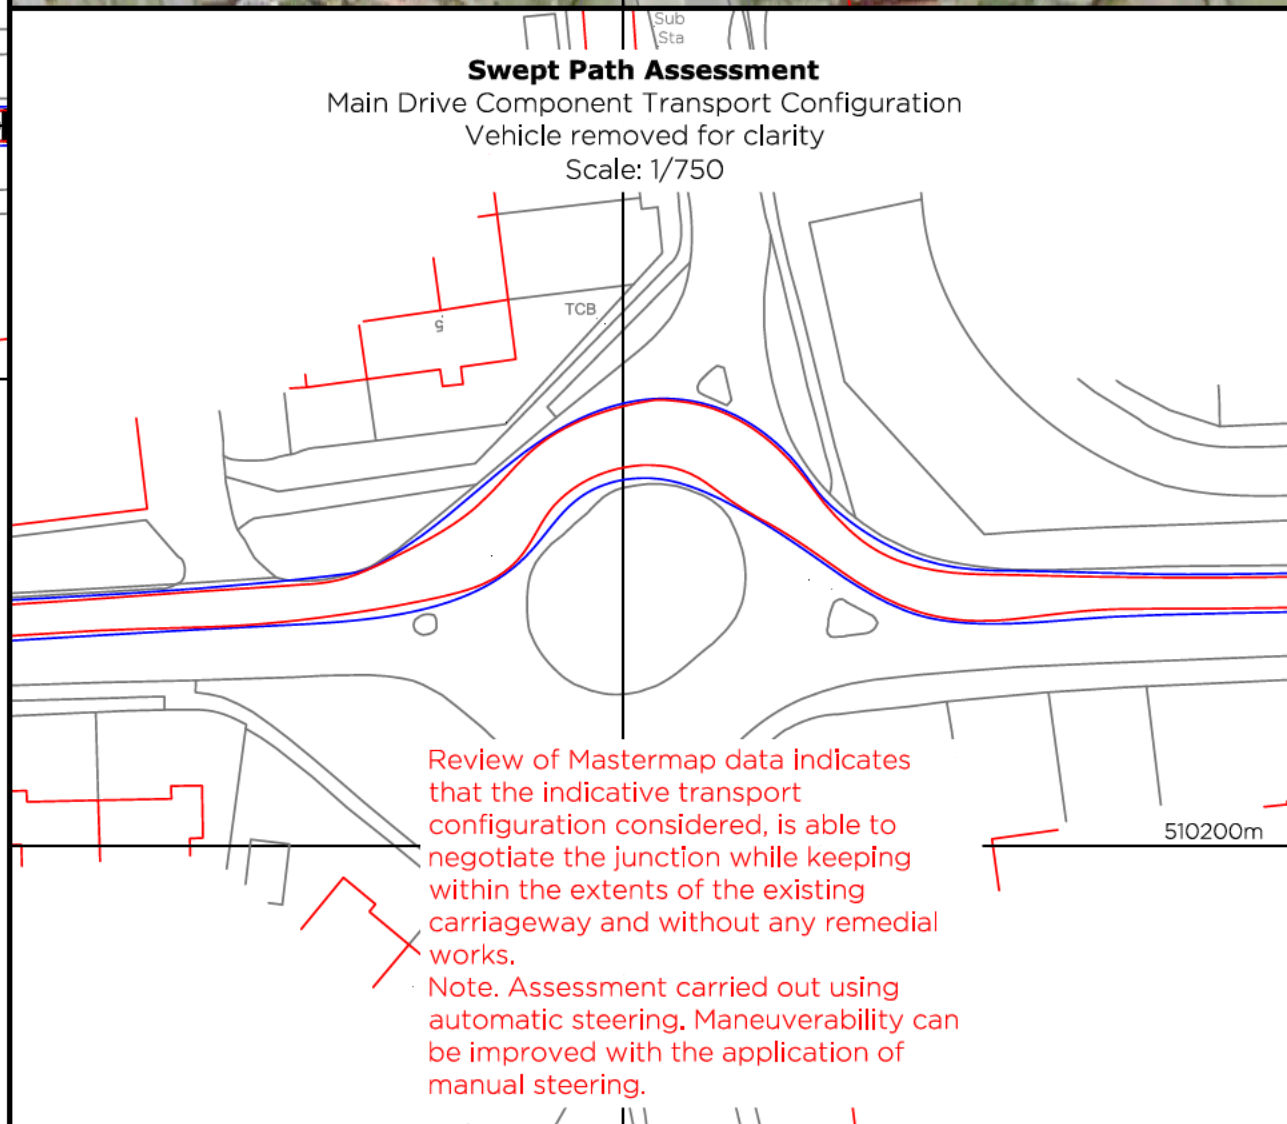 Sub
Sta
Swept Path Assessment
Main Drive Component Transport Configuration
Vehicle removed for clarity
Scale: 1/750
TCB
5
Review of Mastermap data indicates
that the indicative transport
configuration considered, is able to
negotiate the junction while keeping
within the extents of the existing
carriageway and without any remedial
works.
Note. Assessment carried out using
automatic steering. Maneuverability can
be improved with the application of
manual steering.
510200m